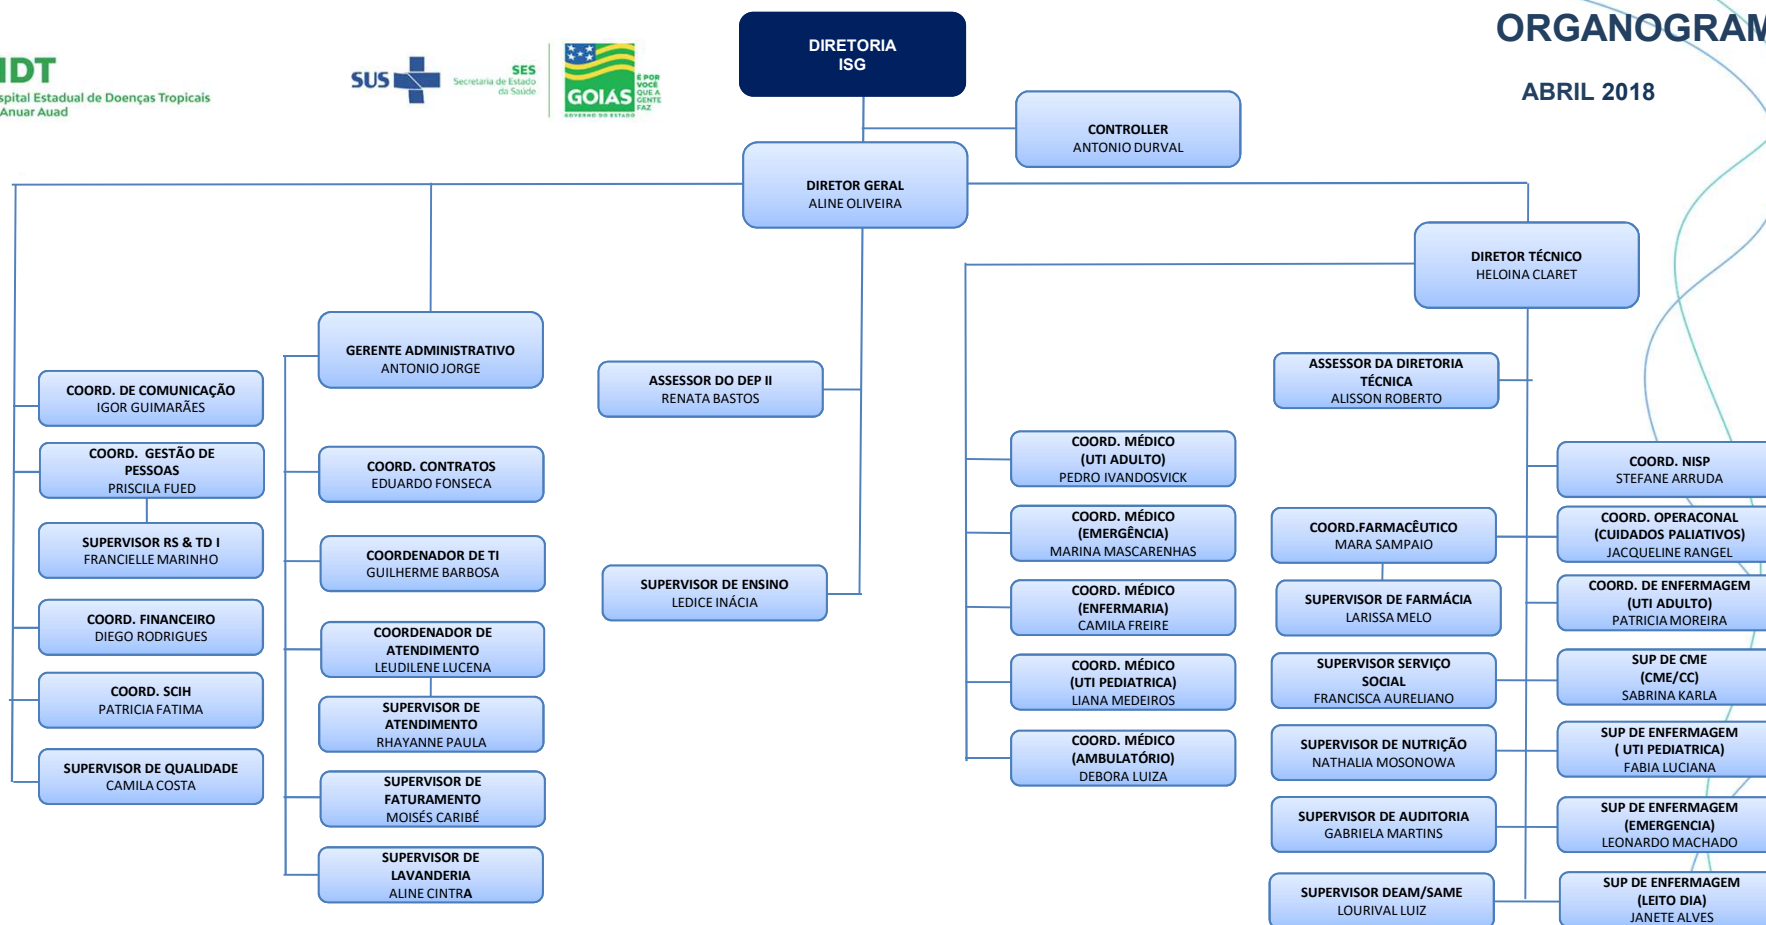 IDT
spital Estadual de Doenças Tropicais
Anuar Auad
SUS
SES
Secretaria de Estado
da Saúde
GOIÁS
GOVERNO DO ESTADO
É POR
VOCÊ
QUE A
GENTE
FAZ
ORGANOGRAM
ABRIL 2018
DIRETORIA
ISG
CONTROLLER
ANTONIO DURVAL
DIRETOR GERAL
ALINE OLIVEIRA
DIRETOR TÉCNICO
HELOINA CLARET
GERENTE ADMINISTRATIVO
ANTONIO JORGE
COORD. DE COMUNICAÇÃO
IGOR GUIMARÃES
COORD. GESTÃO DE
PESSOAS
PRISCILA FUED
SUPERVISOR RS & TD I
FRANCIELLE MARINHO
COORD. FINANCEIRO
DIEGO RODRIGUES
COORD. SCIH
PATRICIA FATIMA
SUPERVISOR DE QUALIDADE
CAMILA COSTA
COORD. CONTRATOS
EDUARDO FONSECA
COORDENADOR DE TI
GUILHERME BARBOSA
COORDENADOR DE
ATENDIMENTO
LEUDILENE LUCENA
SUPERVISOR DE
ATENDIMENTO
RHAYANNE PAULA
SUPERVISOR DE
FATURAMENTO
MOISÉS CARIBÉ
SUPERVISOR DE
LAVANDERIA
ALINE CINTRA
ASSESSOR DO DEP II
RENATA BASTOS
SUPERVISOR DE ENSINO
LEDICE INÁCIA
COORD. MÉDICO
(UTI ADULTO)
PEDRO IVANDOSVICK
COORD. MÉDICO
(EMERGÊNCIA)
MARINA MASCARENHAS
COORD. MÉDICO
(ENFERMARIA)
CAMILA FREIRE
COORD. MÉDICO
(UTI PEDIATRICA)
LIANA MEDEIROS
COORD. MÉDICO
(AMBULATÓRIO)
DEBORA LUIZA
ASSESSOR DA DIRETORIA
TÉCNICA
ALISSON ROBERTO
COORD.FARMACÊUTICO
MARA SAMPAIO
SUPERVISOR DE FARMÁCIA
LARISSA MELO
SUPERVISOR SERVIÇO
SOCIAL
FRANCISCA AURELIANO
SUPERVISOR DE NUTRIÇÃO
NATHALIA MOSONOWA
SUPERVISOR DE AUDITORIA
GABRIELA MARTINS
SUPERVISOR DEAM/SAME
LOURIVAL LUIZ
COORD. NISP
STEFANE ARRUDA
COORD. OPERACONAL
(CUIDADOS PALIATIVOS)
JACQUELINE RANGEL
COORD. DE ENFERMAGEM
(UTI ADULTO)
PATRICIA MOREIRA
SUP DE CME
(CME/CC)
SABRINA KARLA
SUP DE ENFERMAGEM
( UTI PEDIATRICA)
FABIA LUCIANA
SUP DE ENFERMAGEM
(EMERGENCIA)
LEONARDO MACHADO
SUP DE ENFERMAGEM
(LEITO DIA)
JANETE ALVES